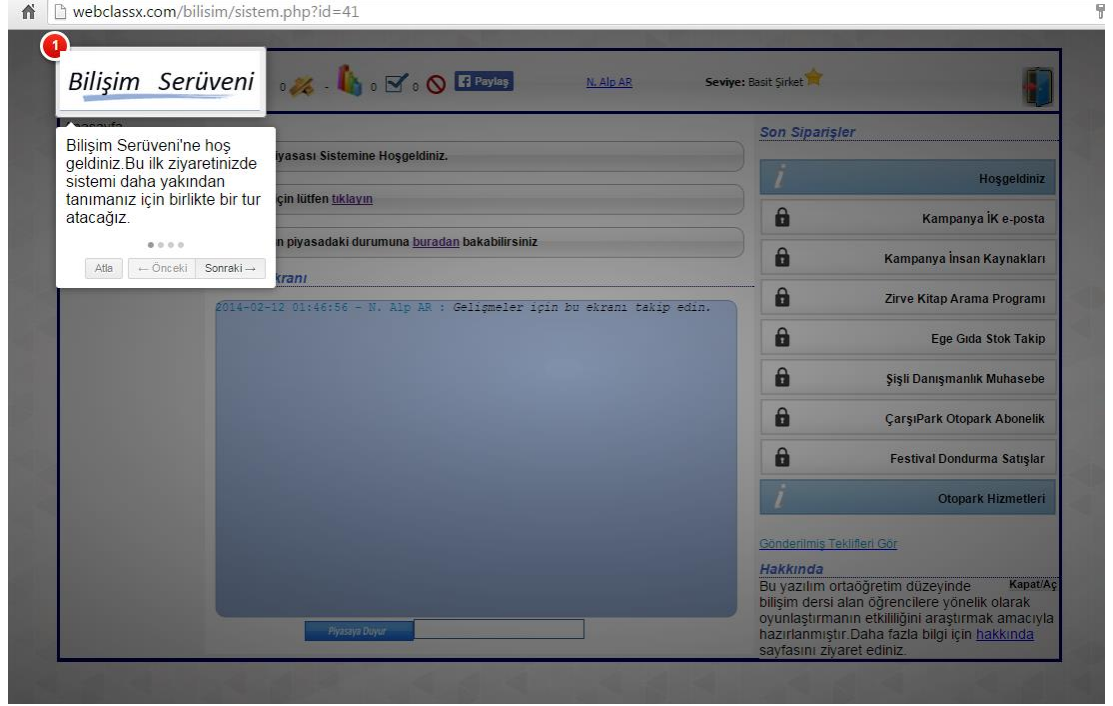 webclassx.com/bilisim/sistem.php?id=41
1
Bilişim Serüveni
0 - 0 0 Paylaş N. Alp AR Seviye: Basit Şirket
Anasayfa
Bilişim Serüveni'ne hoş
geldiniz.Bu ilk ziyaretinizde
sistemi daha yakından
tanımanız için birlikte bir tur
atacağız.
Atla ← Önceki Sonraki →
Sistemine Hoşgeldiniz.
için lütfen tıklayın
piyasadaki durumuna buradan bakabilirsiniz
2014-02-12 01:46:56 - N. Alp AR : Gelişmeler için bu ekranı takip edin.
Piyasaya Duyur
Son Siparişler
Hoşgeldiniz
Kampanya İK e-posta
Kampanya İnsan Kaynakları
Zirve Kitap Arama Programı
Ege Gıda Stok Takip
Şişli Danışmanlık Muhasebe
ÇarşıPark Otopark Abonelik
Festival Dondurma Satışlar
Otopark Hizmetleri
Gönderilmiş Teklifleri Gör
Hakkında
Kapat/Aç
Bu yazılım ortaöğretim düzeyinde
bilişim dersi alan öğrencilere yönelik olarak
oyunlaştırmanın etkililiğini araştırmak amacıyla
hazırlanmıştır.Daha fazla bilgi için hakkında
sayfasını ziyaret ediniz.